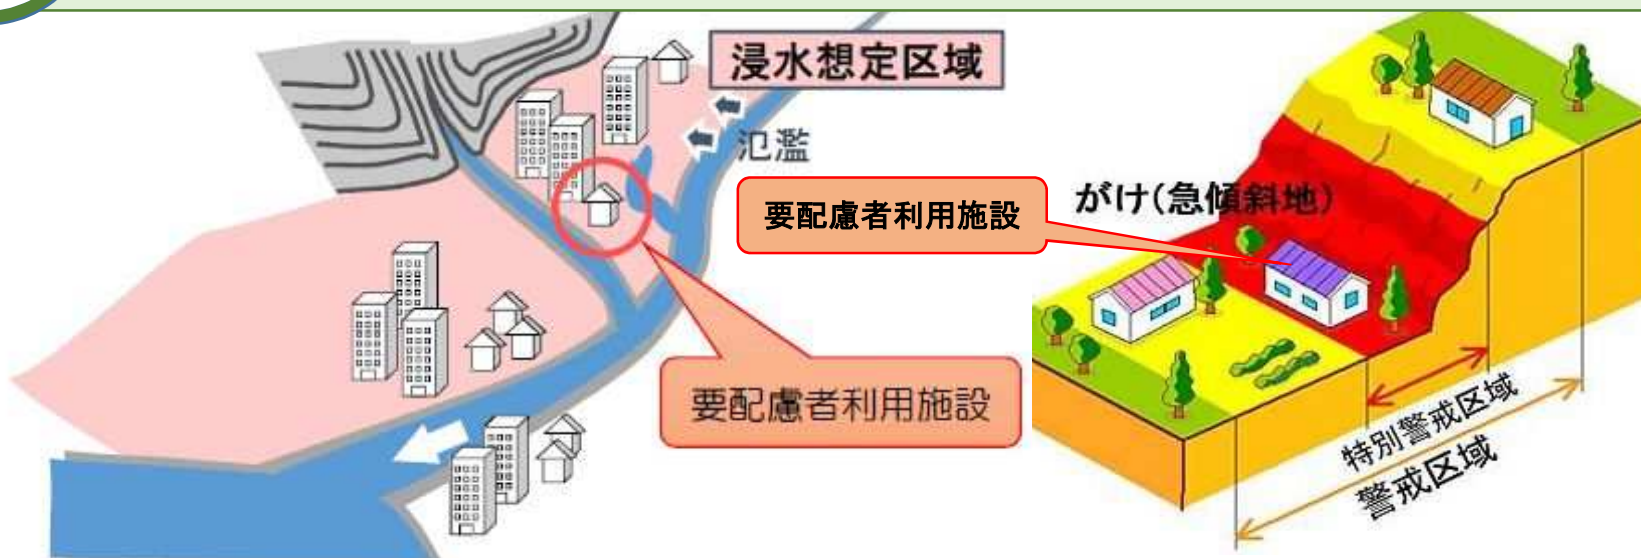 浸水想定区域
氾濫
要配慮者利用施設
要配慮者利用施設
がけ(急傾斜地)
特別警戒区域
警戒区域